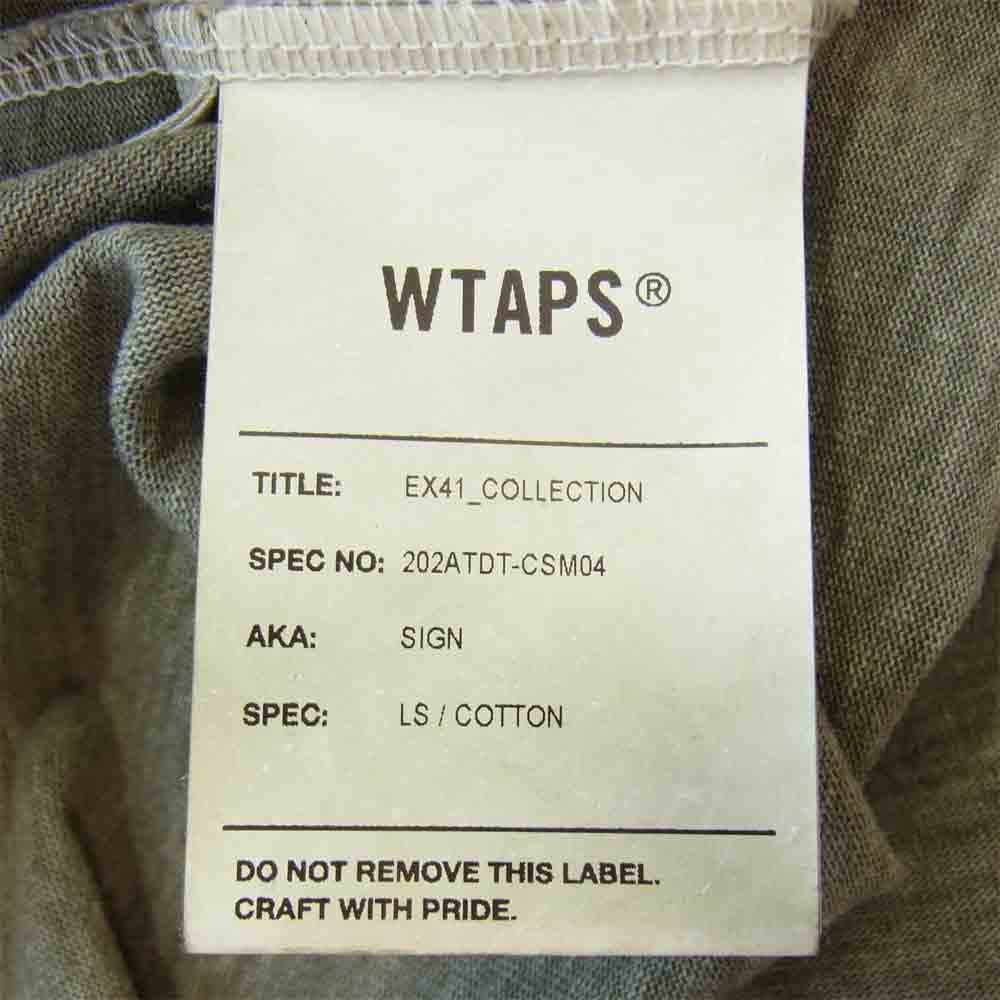 WTAPS®
TITLE: EX41_COLLECTION
SPEC NO: 202ATDT-CSM04
AKA: SIGN
SPEC: LS / COTTON
DO NOT REMOVE THIS LABEL.
CRAFT WITH PRIDE.